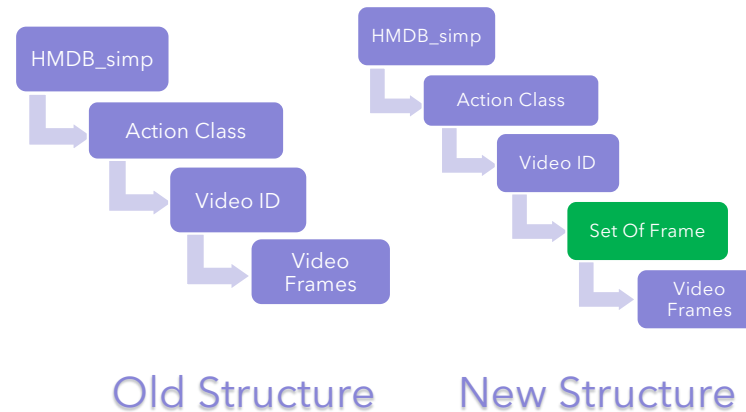 HMDB_simp
Action Class
Video ID
Video
Frames
Old Structure
HMDB_simp
Action Class
Video ID
Set Of Frame
Video
Frames
New Structure